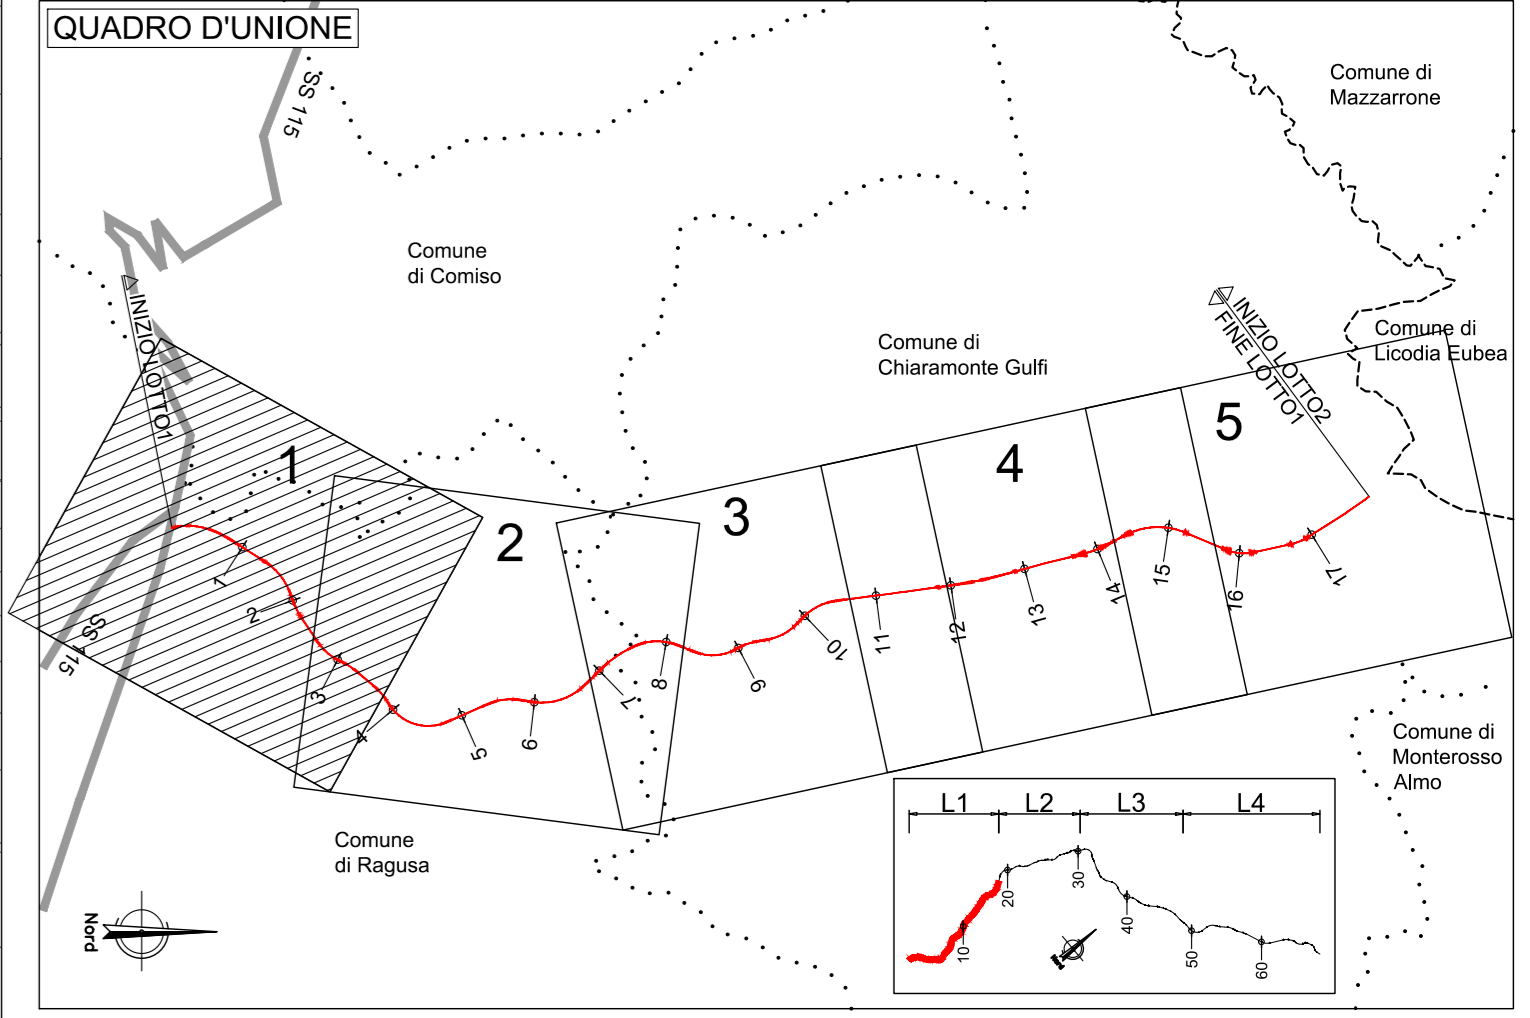 QUADRO D'UNIONE
SS 115
Comune di
Mazzarrone
Comune
di Comiso
INIZIO LOTTO1
Comune di
Chiaramonte Gulfi
INIZIO LOTTO2
FINE LOTTO1
Comune di
Licodia Eubea
1
2
3
4
5
1
2
3
4
5
6
7
8
9
10
11
12
13
14
15
16
17
SS 115
Comune
di Ragusa
Comune di
Monterosso
Almo
Nord
L1
L2
L3
L4
10
20
30
40
50
60